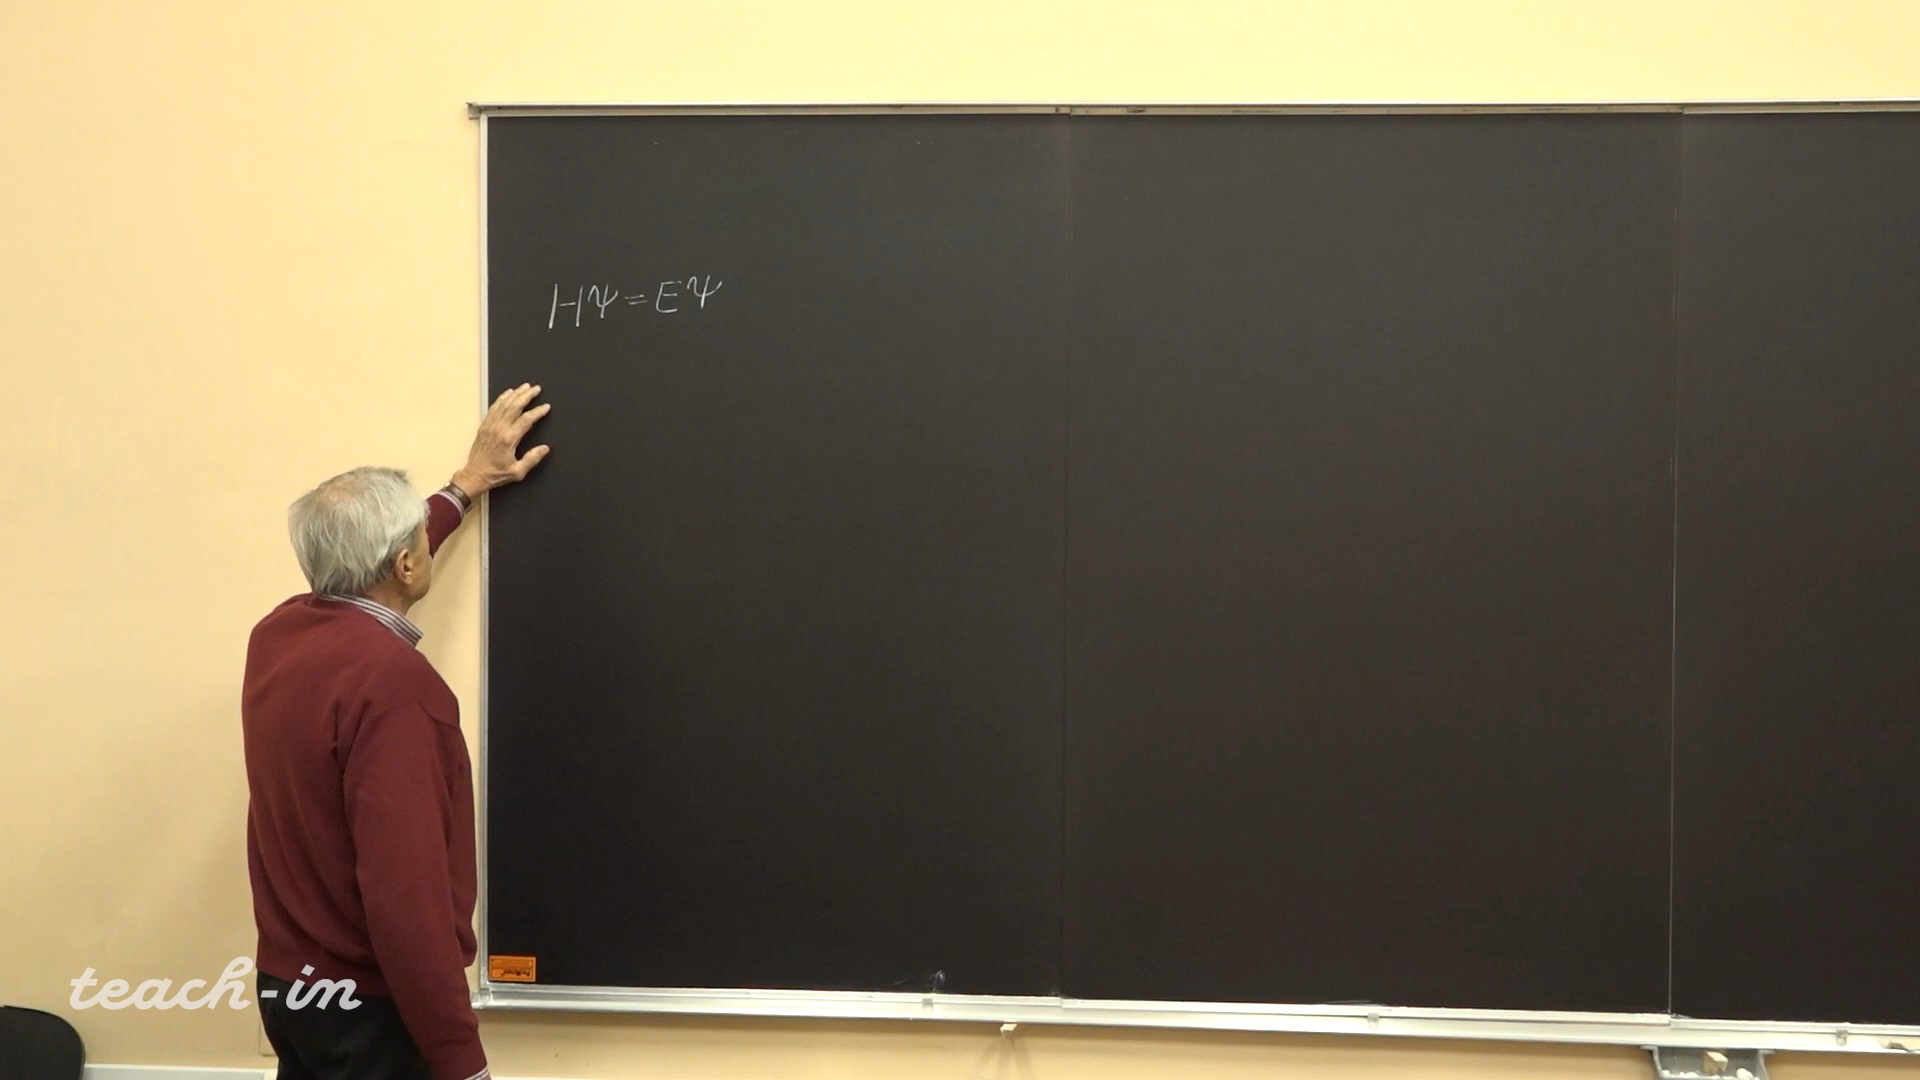 HΨ = EΨ
teach-in